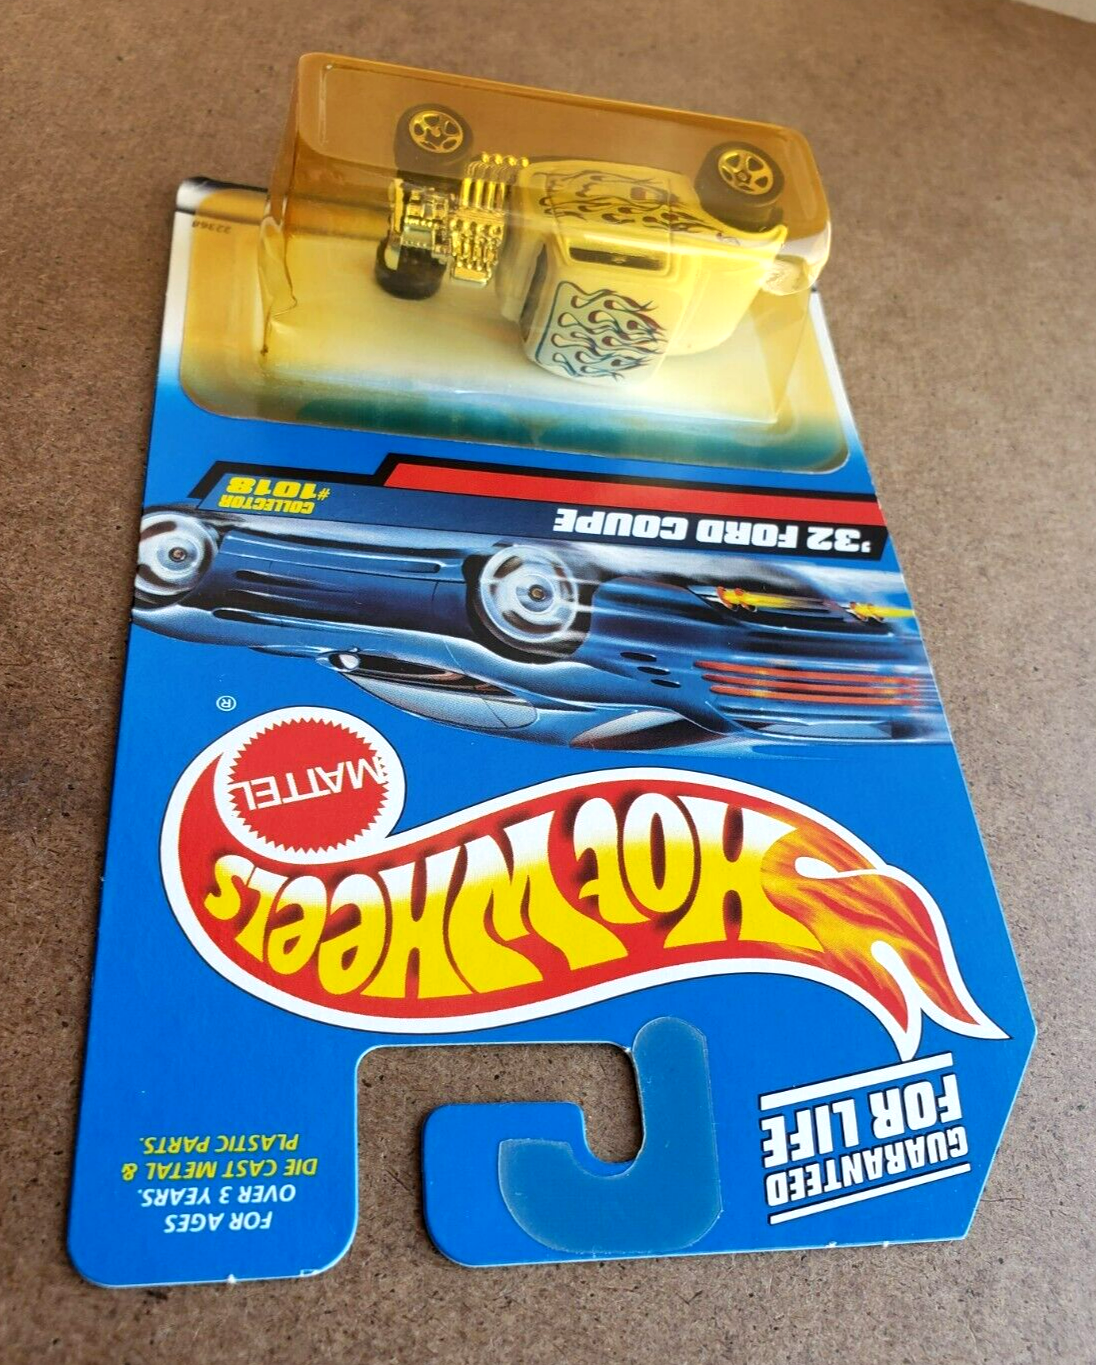 GUARANTEED
FOR LIFE
FOR AGES
OVER 3 YEARS.
DIE CAST METAL &
PLASTIC PARTS.
HOT WHEELS
MATTEL
®
'32 FORD COUPE
COLLECTOR
#1018